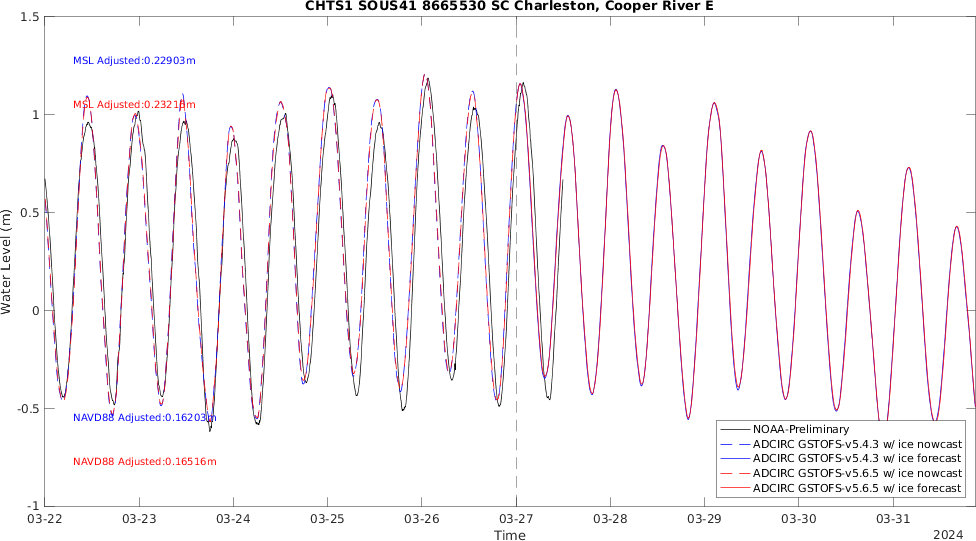 CHTS1 SOUS41 8665530 SC Charleston, Cooper River E
1.5
1
0.5
0
-0.5
-1
Water Level (m)
MSL Adjusted:0.22903m
MSL Adjusted:0.23218m
NAVD88 Adjusted:0.16203m
NAVD88 Adjusted:0.16516m
NOAA-Preliminary
ADCIRC GSTOFS-v5.4.3 w/ ice nowcast
ADCIRC GSTOFS-v5.4.3 w/ ice forecast
ADCIRC GSTOFS-v5.6.5 w/ ice nowcast
ADCIRC GSTOFS-v5.6.5 w/ ice forecast
03-22 03-23 03-24 03-25 03-26 03-27 03-28 03-29 03-30 03-31
Time
2024